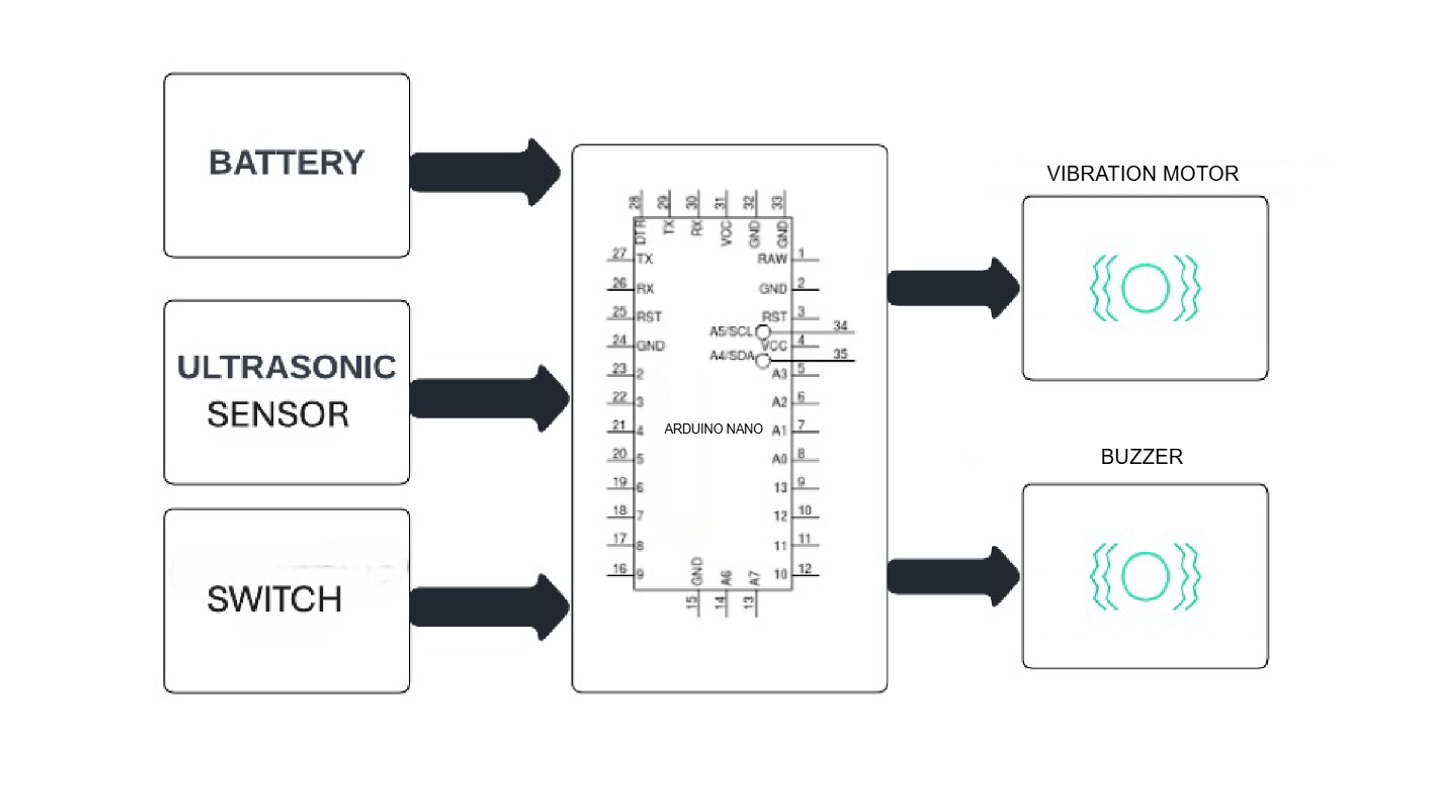 BATTERY
ULTRASONIC
SENSOR
SWITCH
28 29 30 31 32 33
DTR TX RX VCC GND GND
27 TX RAW 1
26 RX GND 2
25 RST RST 3
A5/SCL 34
24 GND VCC 4
A4/SDA 35
23 2 A3 5
22 3 A2 6
21 4 ARDUINO NANO A1 7
20 5 A0 8
19 6 13 9
18 7 12 10
17 8 11 11
16 9 10 12
GND A6 A7
15 14 13
VIBRATION MOTOR
BUZZER